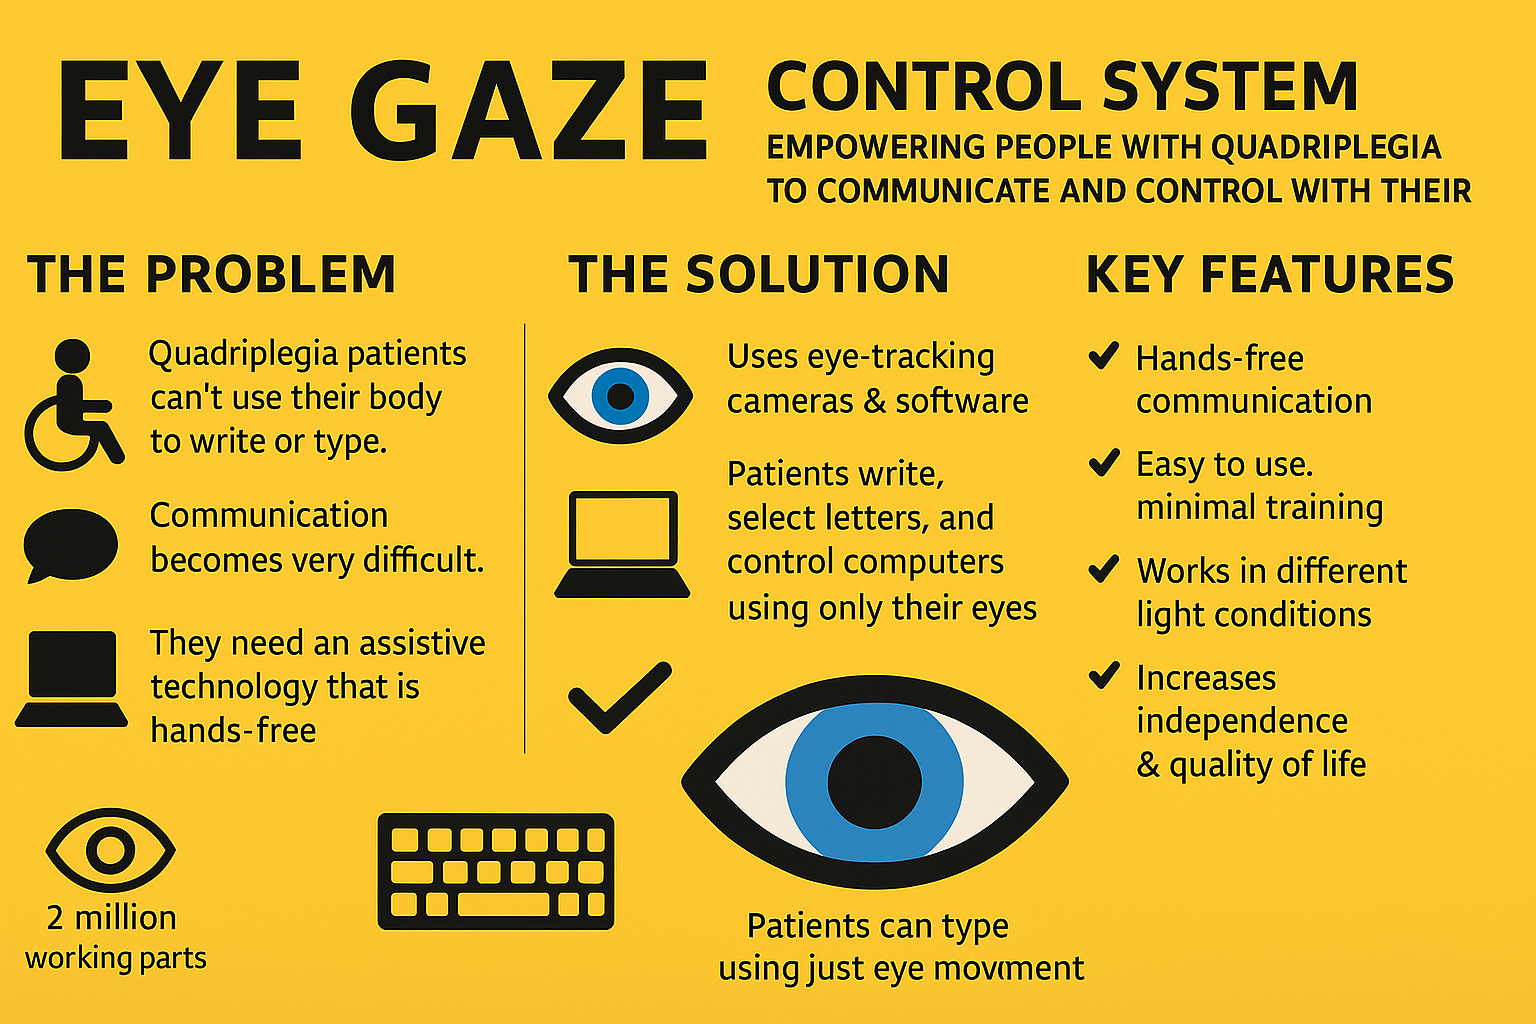 EYE GAZE
CONTROL SYSTEM
EMPOWERING PEOPLE WITH QUADRIPLEGIA
TO COMMUNICATE AND CONTROL WITH THEIR
THE PROBLEM
Quadriplegia patients
can't use their body
to write or type.
Communication
becomes very difficult.
They need an assistive
technology that is
hands-free
2 million
working parts
THE SOLUTION
Uses eye-tracking
cameras & software
Patients write,
select letters, and
control computers
using only their eyes
Patients can type
using just eye
KEY FEATURES
Hands-free
communication
Easy to use.
minimal training
Works in different
light conditions
Increases
independence
& quality of life